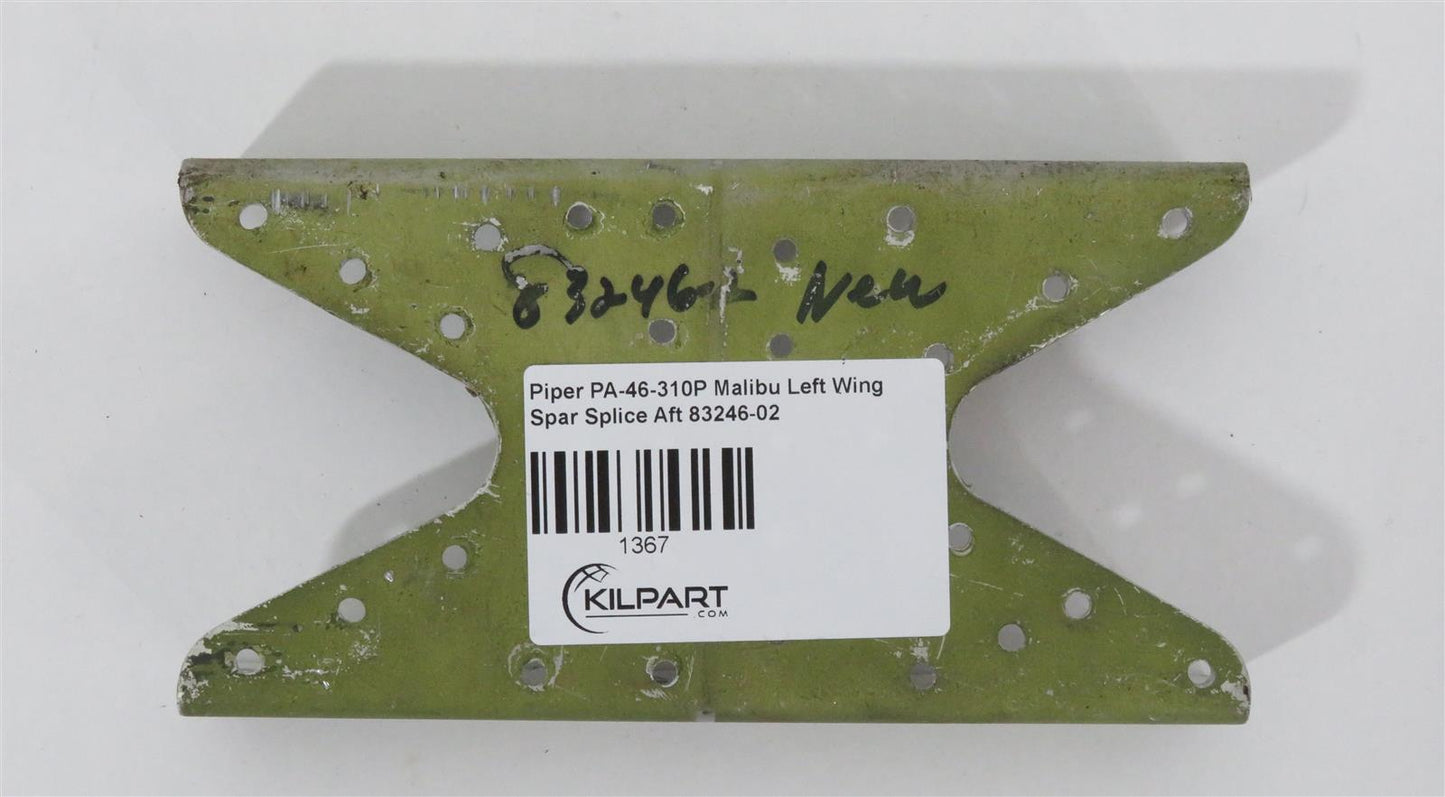 83246-2 New
Piper PA-46-310P Malibu Left Wing
Spar Splice Aft 83246-02
1367
KILPART
.COM